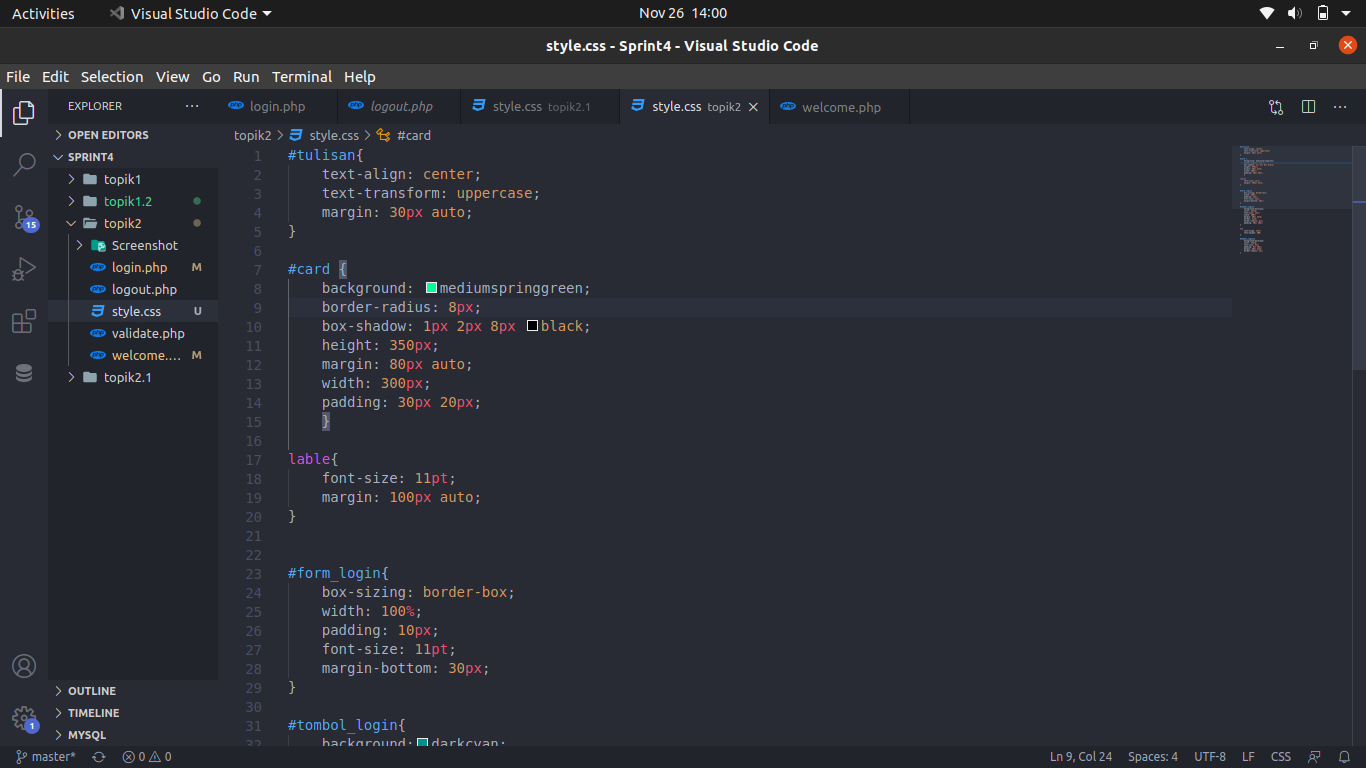 Activities Visual Studio Code Nov 26 14:00
style.css - Sprint4 - Visual Studio Code
File Edit Selection View Go Run Terminal Help
EXPLORER ··· login.php logout.php style.css topik2.1 style.css topik2 welcome.php ···
OPEN EDITORS
SPRINT4
topik1
topik1.2
topik2
Screenshot
login.php M
logout.php
style.css U
validate.php
welcome.... M
topik2.1
15
1
OUTLINE
TIMELINE
MYSQL
topik2 > style.css > #card
1 #tulisan{
2 text-align: center;
3 text-transform: uppercase;
4 margin: 30px auto;
5 }
6
7 #card {
8 background: mediumspringgreen;
9 border-radius: 8px;
10 box-shadow: 1px 2px 8px black;
11 height: 350px;
12 margin: 80px auto;
13 width: 300px;
14 padding: 30px 20px;
15 }
16
17 lable{
18 font-size: 11pt;
19 margin: 100px auto;
20 }
21
22
23 #form_login{
24 box-sizing: border-box;
25 width: 100%;
26 padding: 10px;
27 font-size: 11pt;
28 margin-bottom: 30px;
29 }
30
31 #tombol_login{
32 background: darkcyan;
master* 0 0 Ln 9, Col 24 Spaces: 4 UTF-8 LF CSS